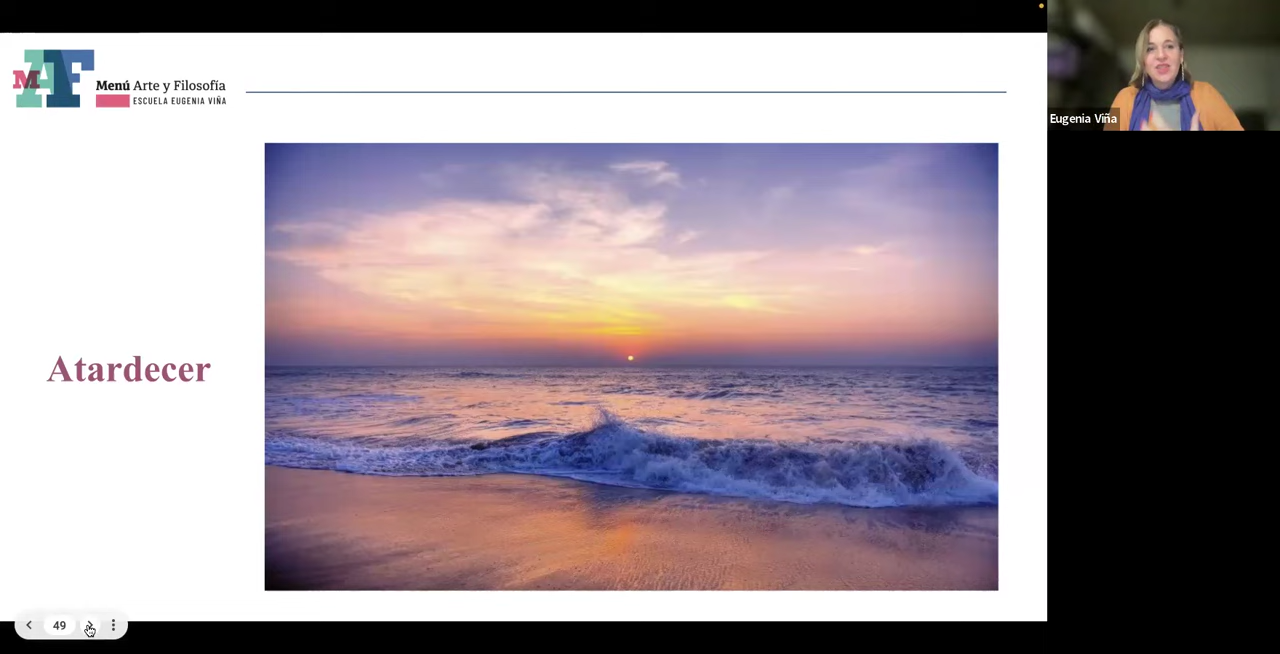 MAF
Menú Arte y Filosofía
ESCUELA EUGENIA VIÑA
Eugenia Viña
Atardecer
49